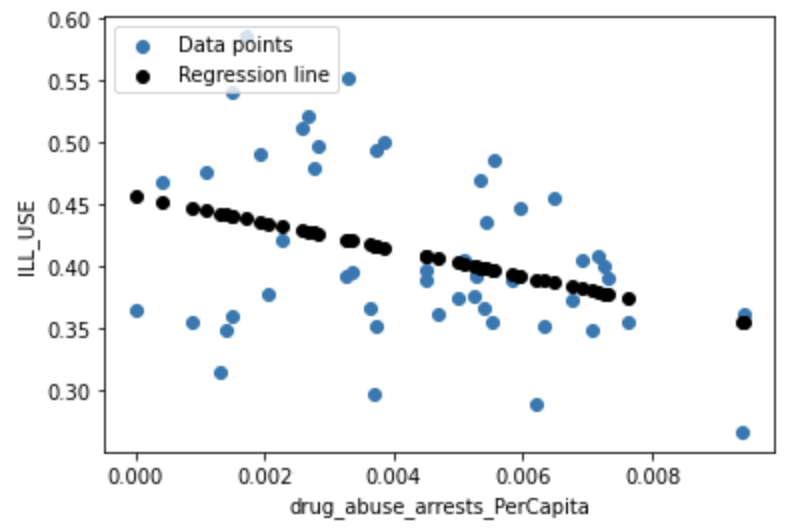 0.60
0.55
0.50
0.45
0.40
0.35
0.30
ILL_USE
Data points
Regression line
0.000 0.002 0.004 0.006 0.008
drug_abuse_arrests_PerCapita